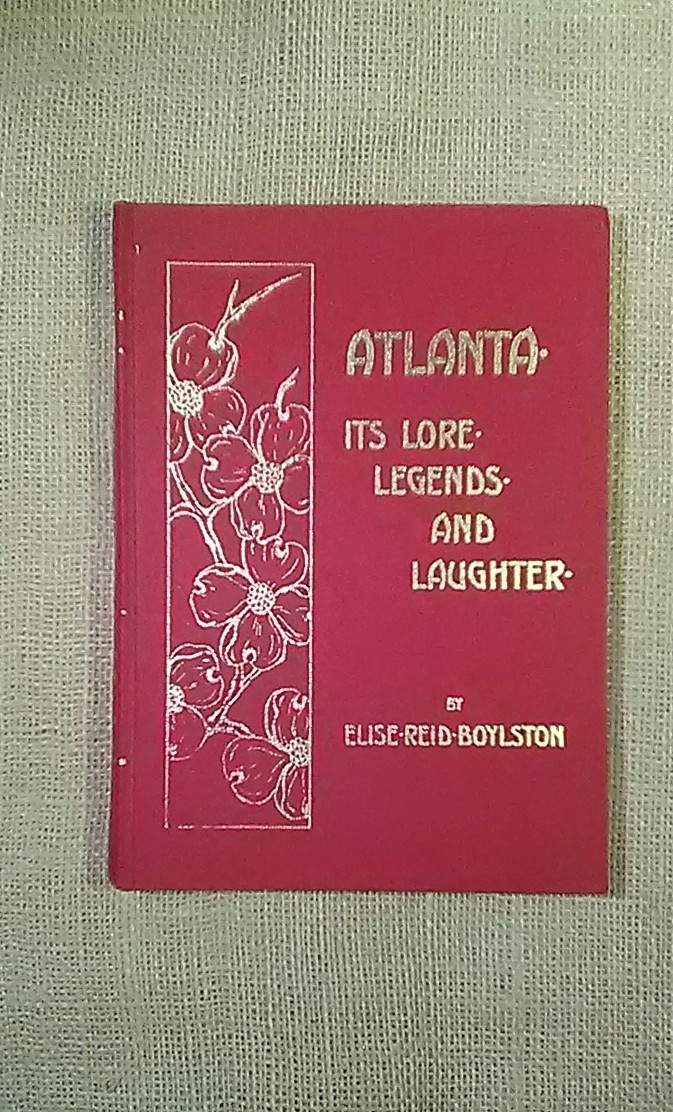 ATLANTA·
ITS LORE·
LEGENDS·
AND
LAUGHTER·
BY
ELISE·REID·BOYLSTON